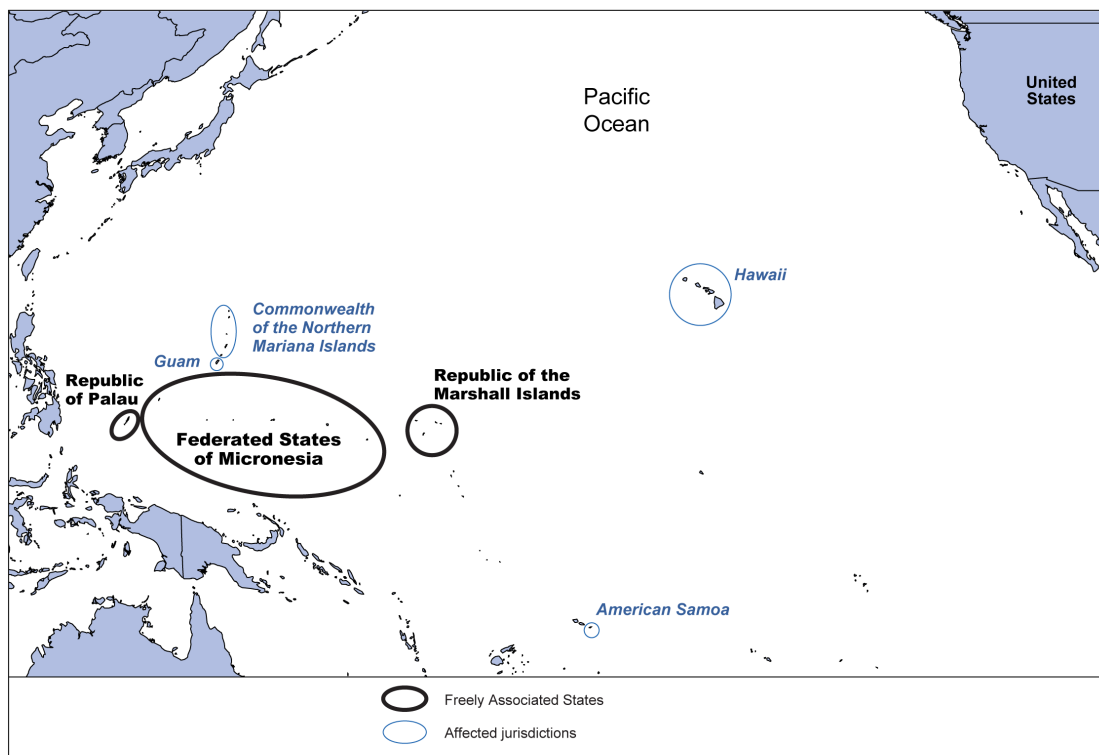 Pacific
Ocean
United
States
Hawaii
Commonwealth
of the Northern
Mariana Islands
Guam
Republic
of Palau
Republic of the
Marshall Islands
Federated States
of Micronesia
American Samoa
Freely Associated States
Affected jurisdictions